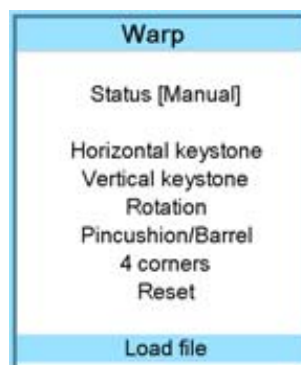 Warp
Status [Manual]
Horizontal keystone
Vertical keystone
Rotation
Pincushion/Barrel
4 corners
Reset
Load file